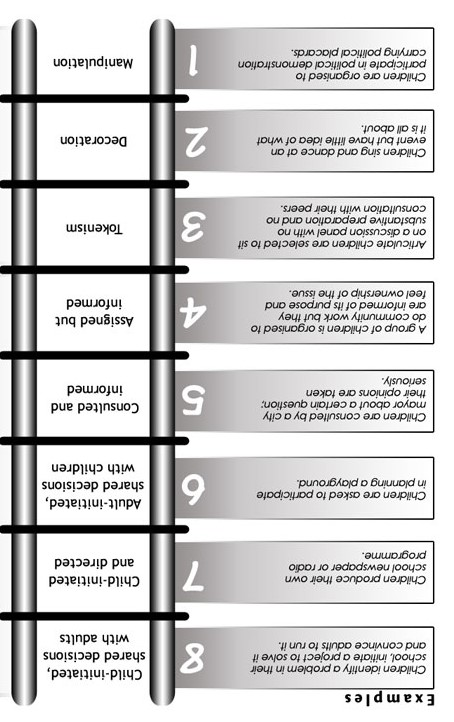 Examples
Children identify a problem in their
school, initiate a project to solve it
and convince adults to run it.
8
Child-initiated,
shared decisions
with adults
Children produce their own
school newspaper or radio
programme.
7
Child-initiated
and directed
Children are asked to participate
in planning a playground.
6
Adult-initiated,
shared decisions
with children
Children are consulted by a city
mayor about a certain question;
their opinions are taken
seriously.
5
Consulted and
informed
A group of children is organised to
do community work but they
are informed of its purpose and
feel ownership of the issue.
4
Assigned but
informed
Articulate children are selected to sit
on a discussion panel with no
substantive preparation and no
consultation with their peers.
3
Tokenism
Children sing and dance at an
event but have little idea of what
it is all about.
2
Decoration
Children are organised to
participate in political demonstration
carrying political placards.
1
Manipulation